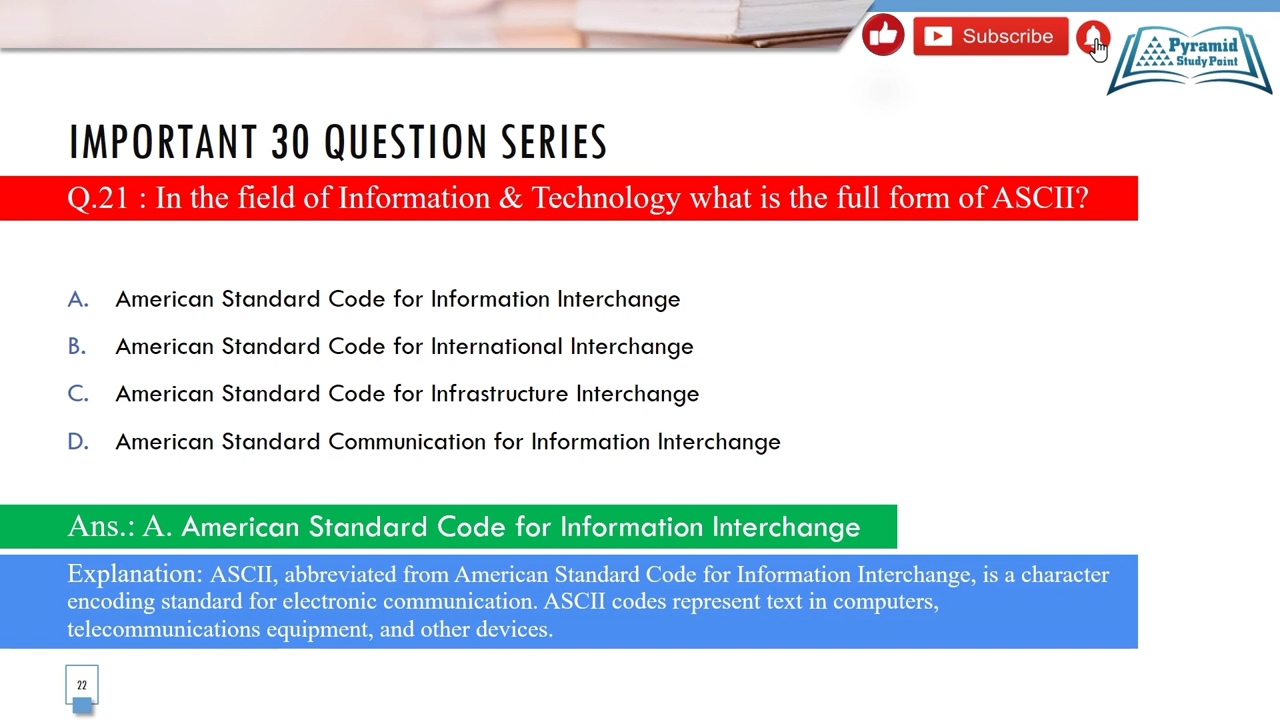 Subscribe
Pyramid
Study Point
IMPORTANT 30 QUESTION SERIES
Q.21 : In the field of Information & Technology what is the full form of ASCII?
A. American Standard Code for Information Interchange
B. American Standard Code for International Interchange
C. American Standard Code for Infrastructure Interchange
D. American Standard Communication for Information Interchange
Ans.: A. American Standard Code for Information Interchange
Explanation: ASCII, abbreviated from American Standard Code for Information Interchange, is a character
encoding standard for electronic communication. ASCII codes represent text in computers,
telecommunications equipment, and other devices.
22